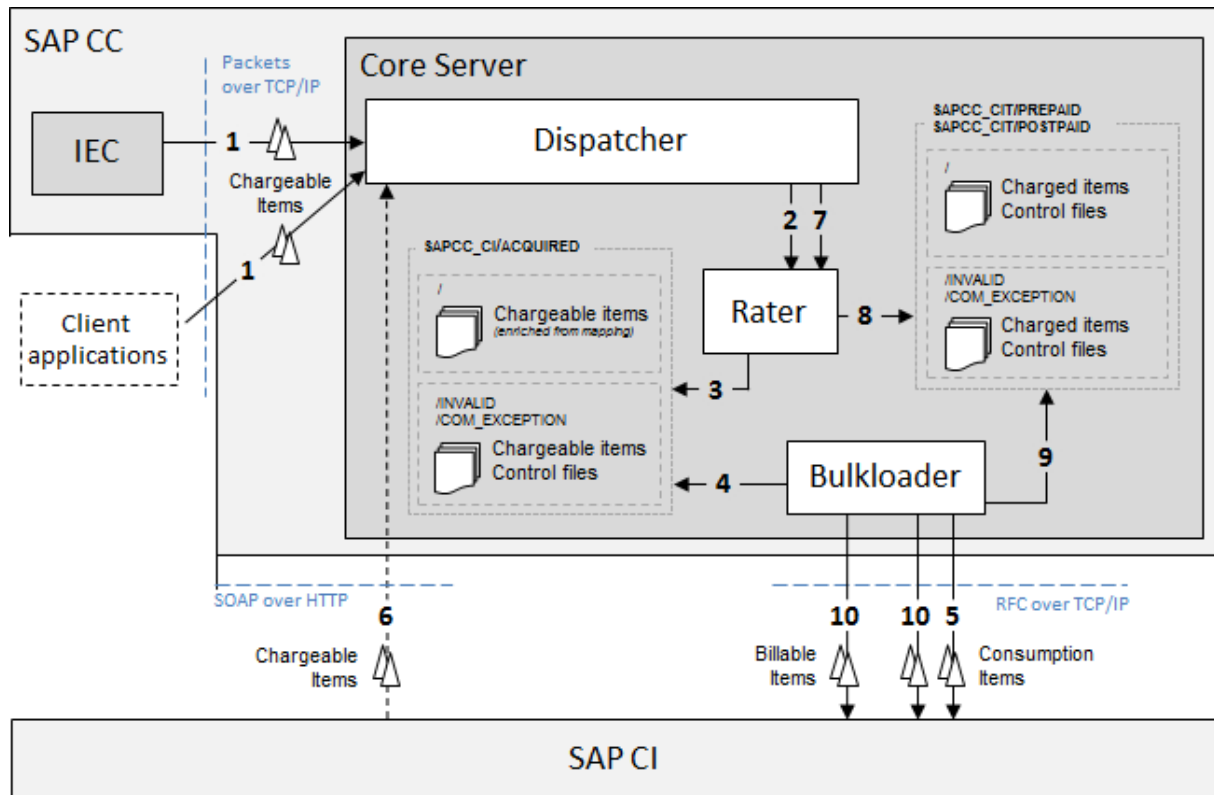 SAP CC
Packets
over TCP/IP
Core Server
IEC
1
Chargeable
Items
Dispatcher
$APCC_CIT/PREPAID
$APCC_CIT/POSTPAID
/
Charged items
Control files
2
7
1
$APCC_CI/ACQUIRED
/
Chargeable items
(enriched from mapping)
Rater
8
/INVALID
/COM_EXCEPTION
Charged items
Control files
Client
applications
3
/INVALID
/COM_EXCEPTION
Chargeable items
Control files
4
Bulkloader
9
SOAP over HTTP
RFC over TCP/IP
6
10
10
5
Chargeable
Items
Billable
Items
Consumption
Items
SAP CI